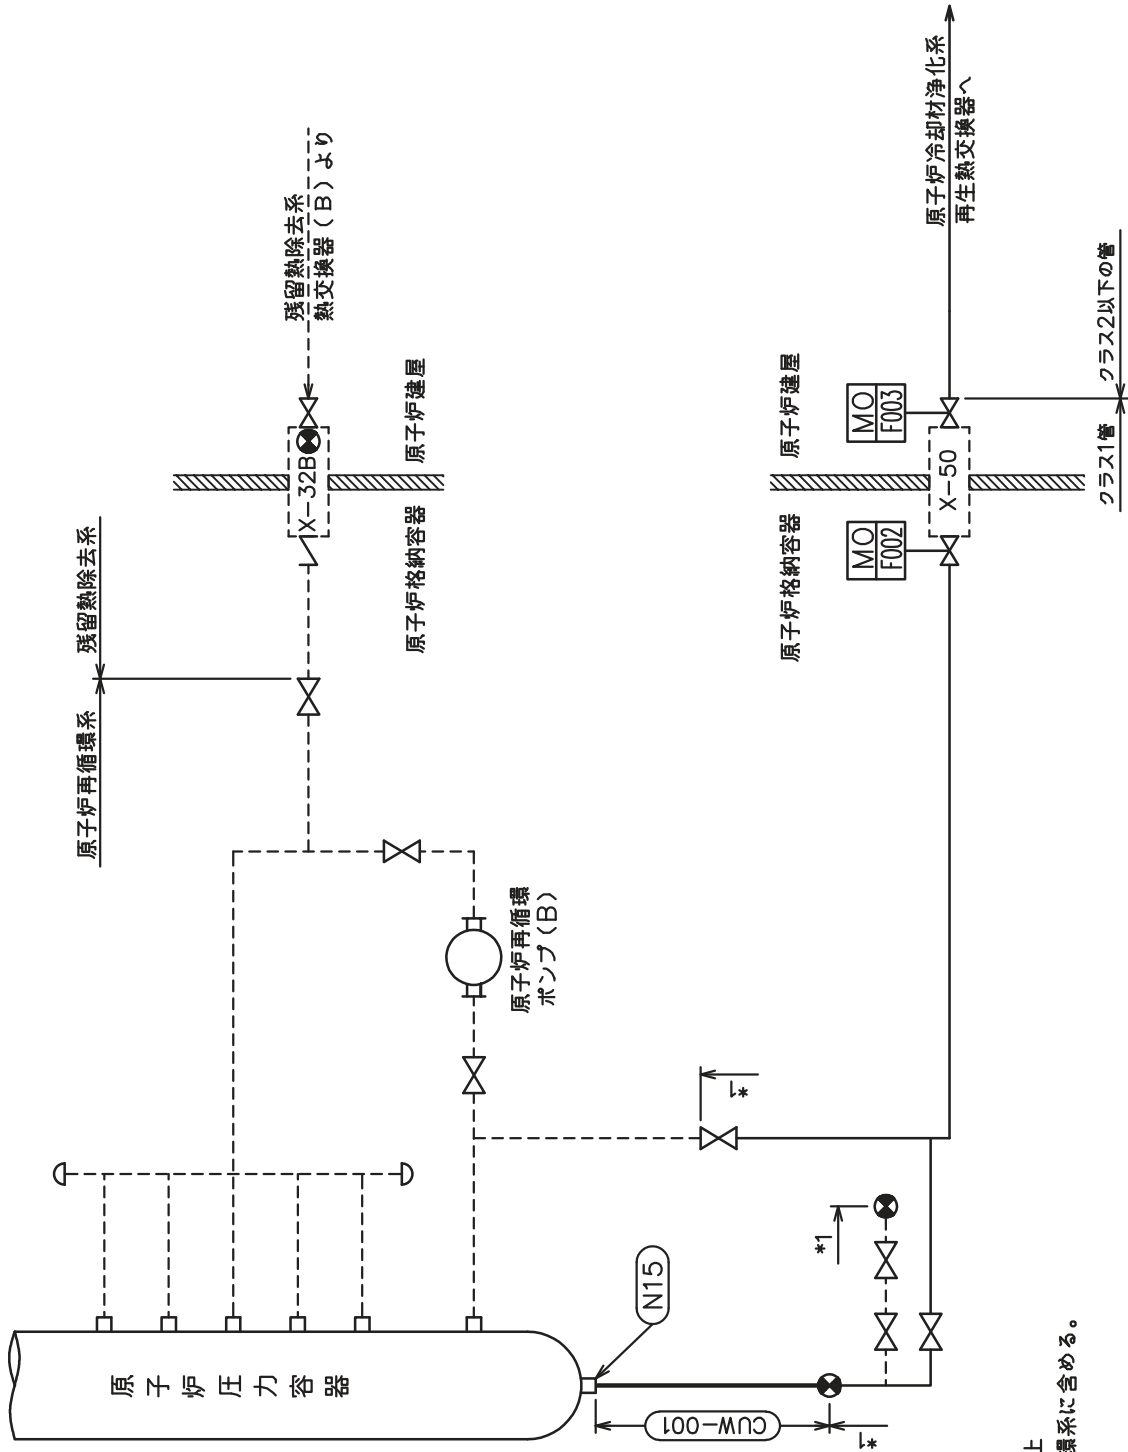 原子炉圧力容器
N15
CUW-001
*1
*1
*1
原子炉再循環
ポンプ(B)
原子炉再循環系
残留熱除去系
X-32B
原子炉格納容器
原子炉建屋
残留熱除去系
熱交換器(B)より
原子炉格納容器
原子炉建屋
MO
F002
X-50
MO
F003
クラス1管
クラス2以下の管
原子炉冷却材浄化系
再生熱交換器へ
上
環系に含める。